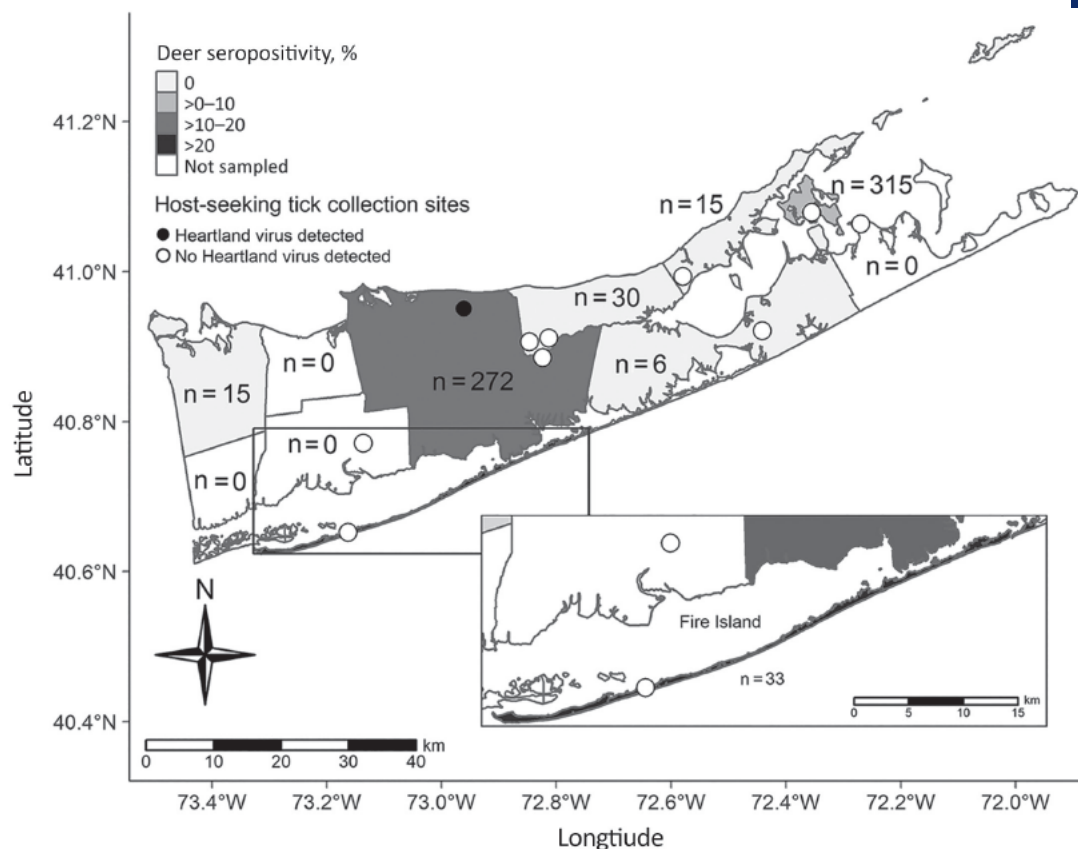 Deer seropositivity, %
0
>0–10
>10–20
>20
Not sampled
Host-seeking tick collection sites
Heartland virus detected
No Heartland virus detected
41.2°N
41.0°N
40.8°N
40.6°N
40.4°N
Latitude
n=15
n=315
n=0
n=30
n=0
n=272
n=6
n=15
n=0
n=0
N
Fire Island
n=33
km
0 5 10 15
km
0 10 20 30 40
73.4°W 73.2°W 73.0°W 72.8°W 72.6°W 72.4°W 72.2°W 72.0°W
Longtiude